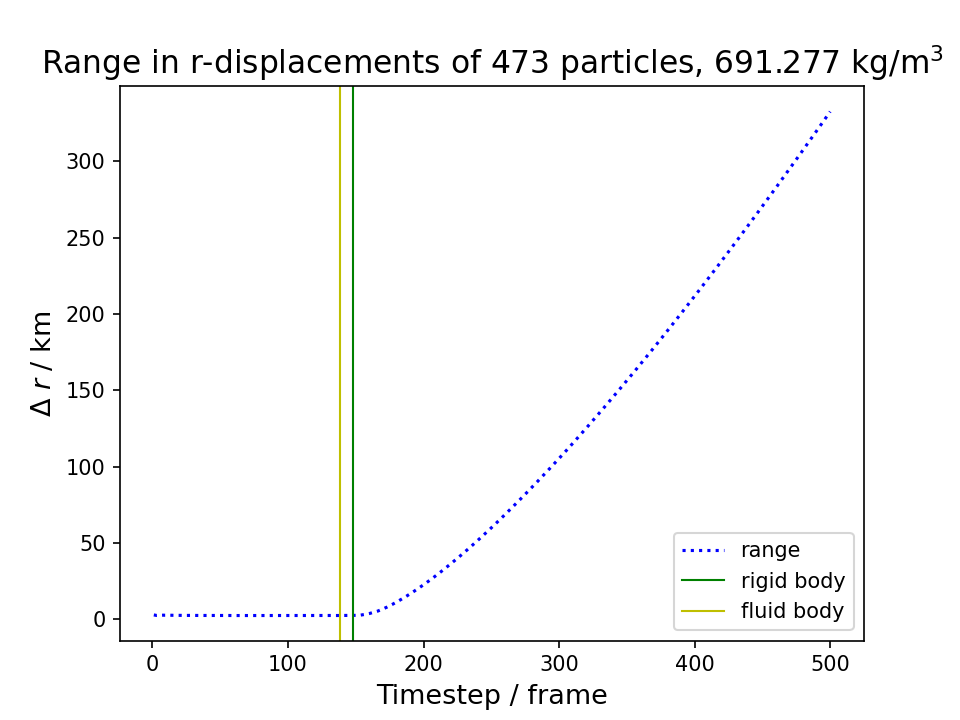 Range in r-displacements of 473 particles, 691.277 kg/m³
300
250
200
150
100
50
0
Δ r / km
range
rigid body
fluid body
0 100 200 300 400 500
Timestep / frame